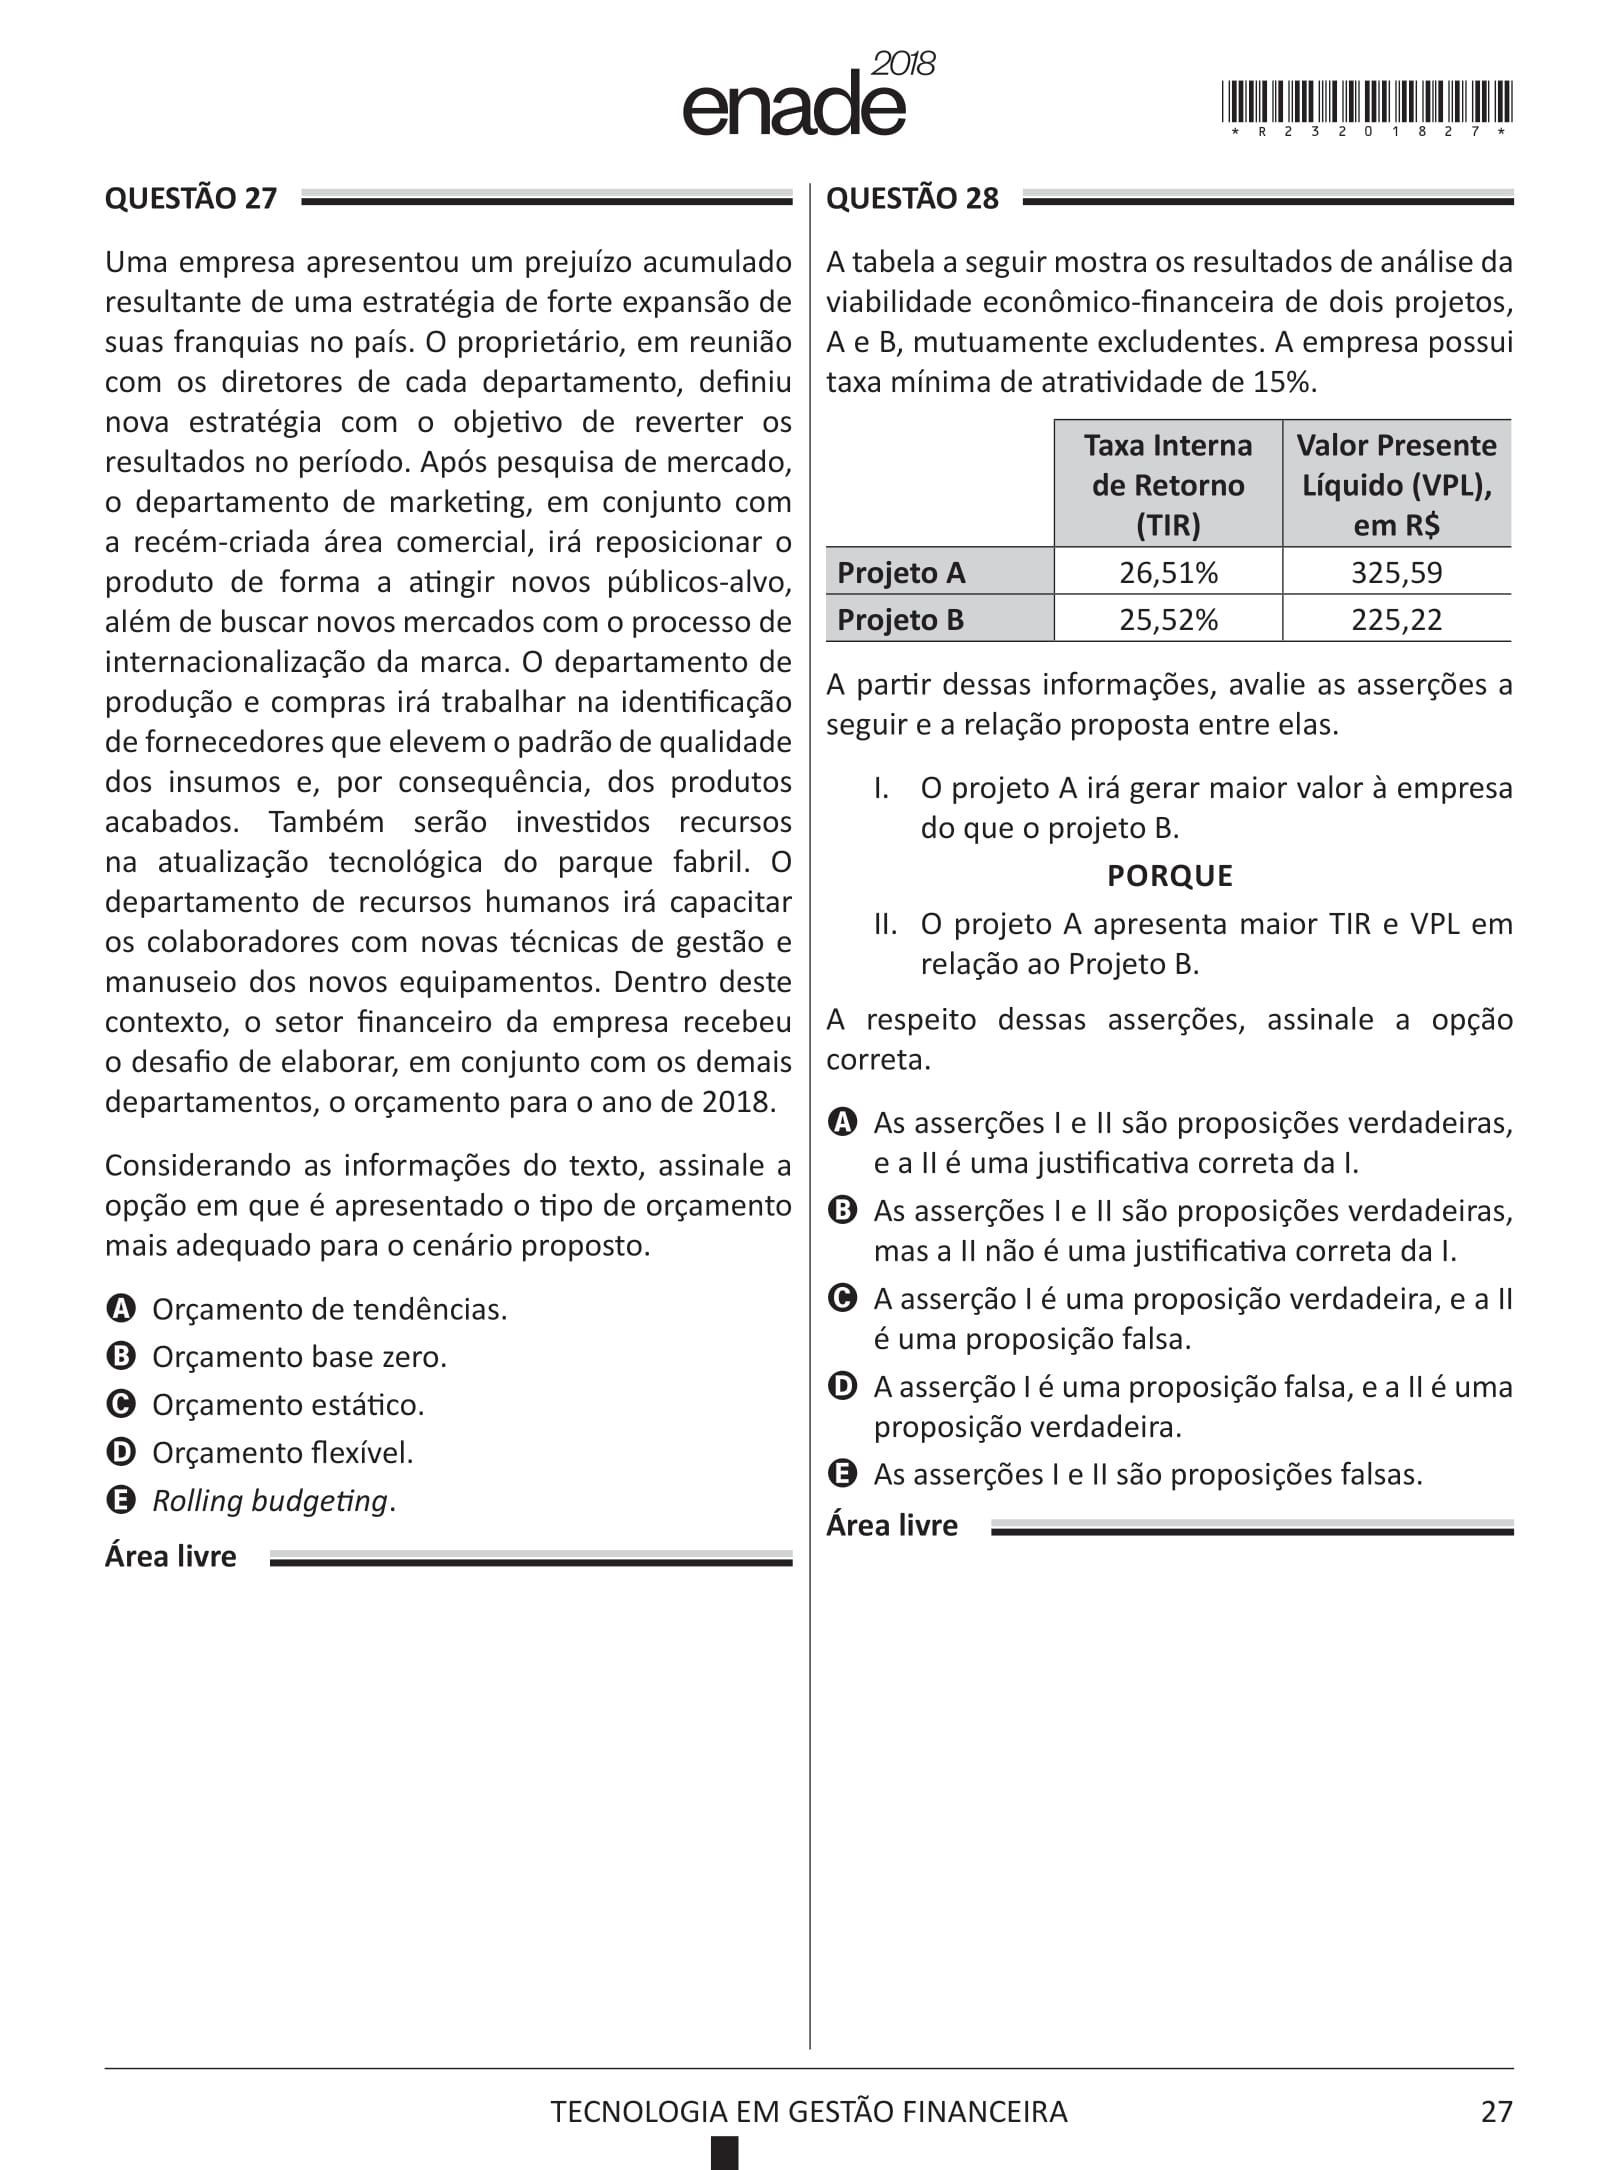 enade 2018
* R 2 3 2 0 1 8 2 7 *
QUESTÃO 27
Uma empresa apresentou um prejuízo acumulado
resultante de uma estratégia de forte expansão de
suas franquias no país. O proprietário, em reunião
com os diretores de cada departamento, definiu
nova estratégia com o objetivo de reverter os
resultados no período. Após pesquisa de mercado,
o departamento de marketing, em conjunto com
a recém-criada área comercial, irá reposicionar o
produto de forma a atingir novos públicos-alvo,
além de buscar novos mercados com o processo de
internacionalização da marca. O departamento de
produção e compras irá trabalhar na identificação
de fornecedores que elevem o padrão de qualidade
dos insumos e, por consequência, dos produtos
acabados. Também serão investidos recursos
na atualização tecnológica do parque fabril. O
departamento de recursos humanos irá capacitar
os colaboradores com novas técnicas de gestão e
manuseio dos novos equipamentos. Dentro deste
contexto, o setor financeiro da empresa recebeu
o desafio de elaborar, em conjunto com os demais
departamentos, o orçamento para o ano de 2018.
Considerando as informações do texto, assinale a
opção em que é apresentado o tipo de orçamento
mais adequado para o cenário proposto.
A Orçamento de tendências.
B Orçamento base zero.
C Orçamento estático.
D Orçamento flexível.
E Rolling budgeting.
Área livre
QUESTÃO 28
A tabela a seguir mostra os resultados de análise da
viabilidade econômico-financeira de dois projetos,
A e B, mutuamente excludentes. A empresa possui
taxa mínima de atratividade de 15%.
Taxa Interna
de Retorno
(TIR)
Valor Presente
Líquido (VPL),
em R$
Projeto A 26,51% 325,59
Projeto B 25,52% 225,22
A partir dessas informações, avalie as asserções a
seguir e a relação proposta entre elas.
I. O projeto A irá gerar maior valor à empresa
do que o projeto B.
PORQUE
II. O projeto A apresenta maior TIR e VPL em
relação ao Projeto B.
A respeito dessas asserções, assinale a opção
correta.
A As asserções I e II são proposições verdadeiras,
e a II é uma justificativa correta da I.
B As asserções I e II são proposições verdadeiras,
mas a II não é uma justificativa correta da I.
C A asserção I é uma proposição verdadeira, e a II
é uma proposição falsa.
D A asserção I é uma proposição falsa, e a II é uma
proposição verdadeira.
E As asserções I e II são proposições falsas.
Área livre
TECNOLOGIA EM GESTÃO FINANCEIRA
27